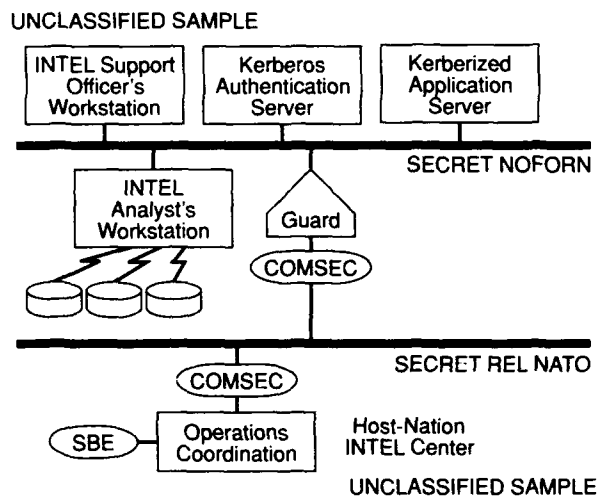 UNCLASSIFIED SAMPLE
INTEL Support
Officer's
Workstation
Kerberos
Authentication
Server
Kerberized
Application
Server
SECRET NOFORN
INTEL
Analyst's
Workstation
Guard
COMSEC
SECRET REL NATO
COMSEC
SBE
Operations
Coordination
Host-Nation
INTEL Center
UNCLASSIFIED SAMPLE